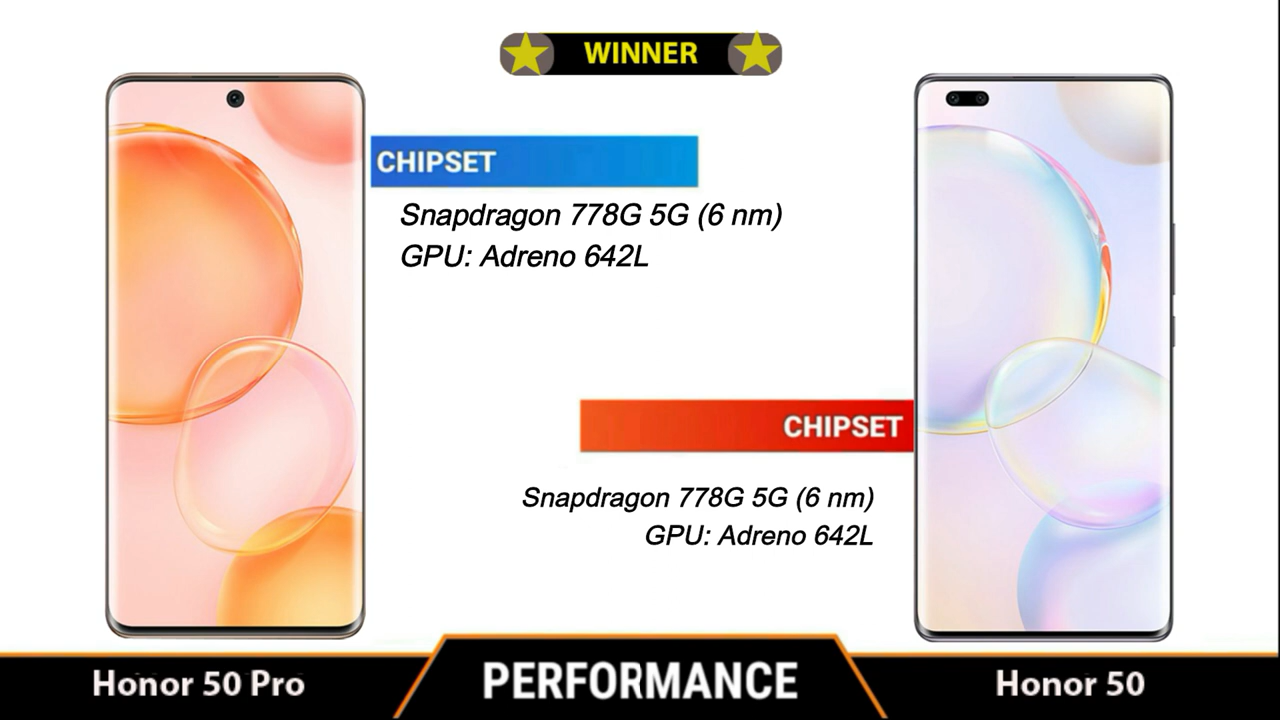 WINNER
CHIPSET
Snapdragon 778G 5G (6 nm)
GPU: Adreno 642L
CHIPSET
Snapdragon 778G 5G (6 nm)
GPU: Adreno 642L
Honor 50 Pro
PERFORMANCE
Honor 50